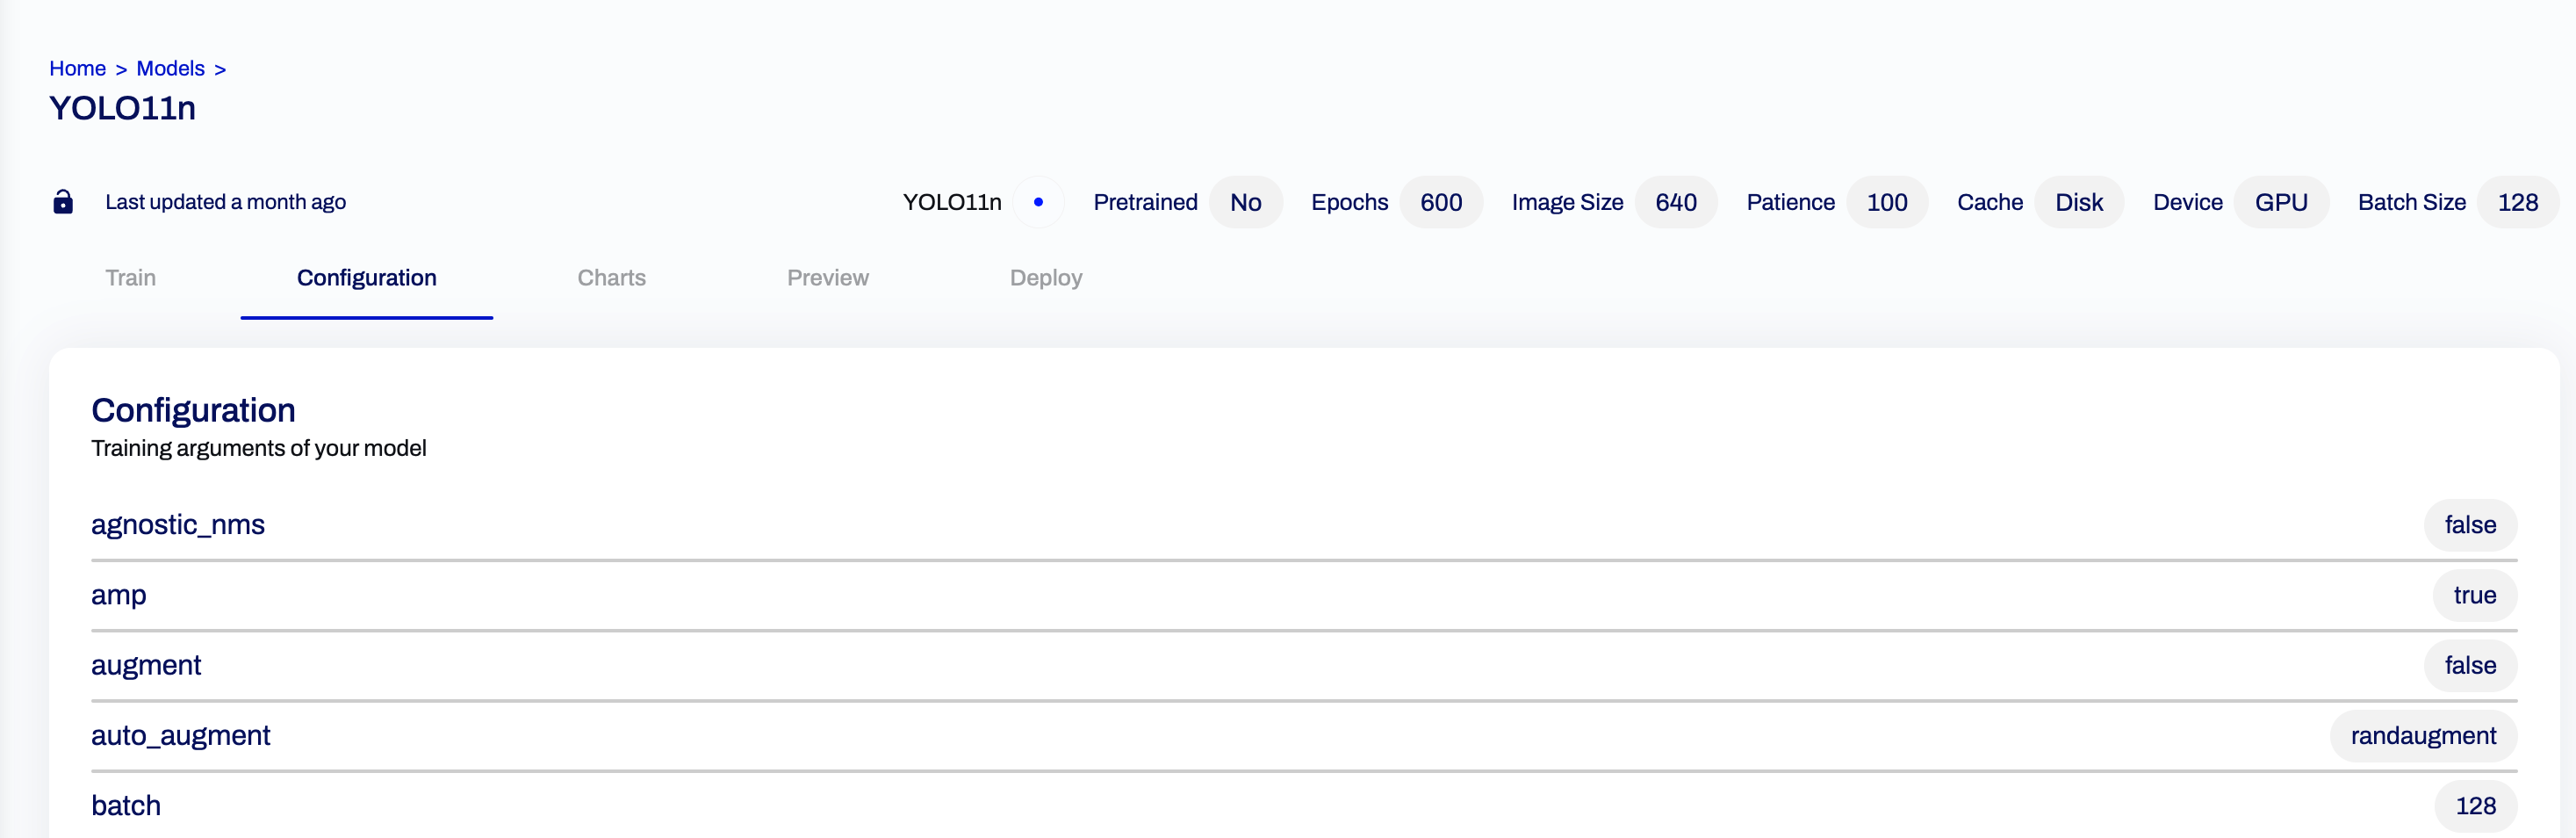 Home > Models >
YOLO11n
Last updated a month ago YOLO11n Pretrained No Epochs 600 Image Size 640 Patience 100 Cache Disk Device GPU Batch Size 128
Train Configuration Charts Preview Deploy
Configuration
Training arguments of your model
agnostic_nms false
amp true
augment false
auto_augment randaugment
batch 128